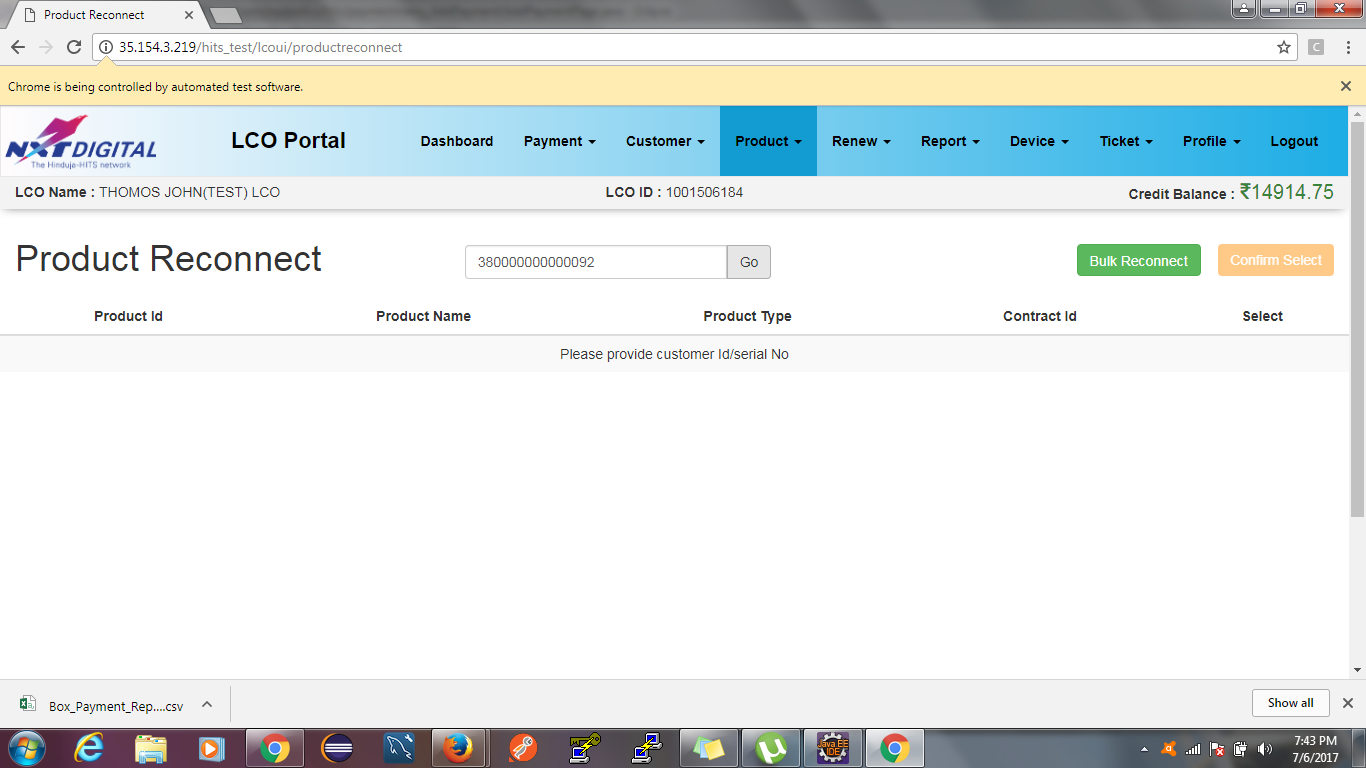 Product Reconnect
35.154.3.219/hits_test/lcoui/productreconnect
C
Chrome is being controlled by automated test software.
NXTDIGITAL
The Hinduja-HITS network
LCO Portal
Dashboard Payment Customer Product Renew Report Device Ticket Profile Logout
LCO Name : THOMOS JOHN(TEST) LCO LCO ID : 1001506184 Credit Balance : ₹14914.75
Product Reconnect 380000000000092 Go Bulk Reconnect Confirm Select
Product Id Product Name Product Type Contract Id Select
Please provide customer Id/serial No
Box_Payment_Rep....csv Show all
Java EE
IDE
7:43 PM
7/6/2017